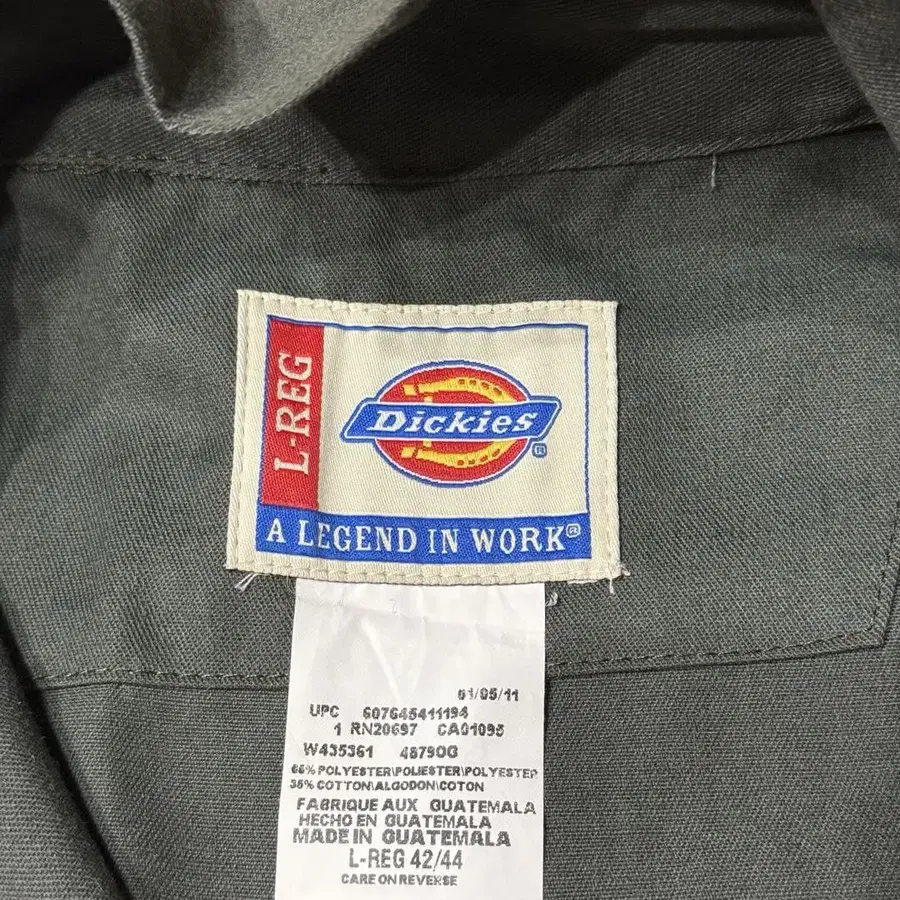 L-REG
Dickies®
A LEGEND IN WORK®
01/05/11
UPC 607645411194
1 RN20697 CA01095
W435361 48790G
65% POLYESTER\POLIESTER\POLYESTER
35% COTTON\ALGODON\COTON
FABRIQUE AUX GUATEMALA
HECHO EN GUATEMALA
MADE IN GUATEMALA
L-REG 42/44
CARE ON REVERSE